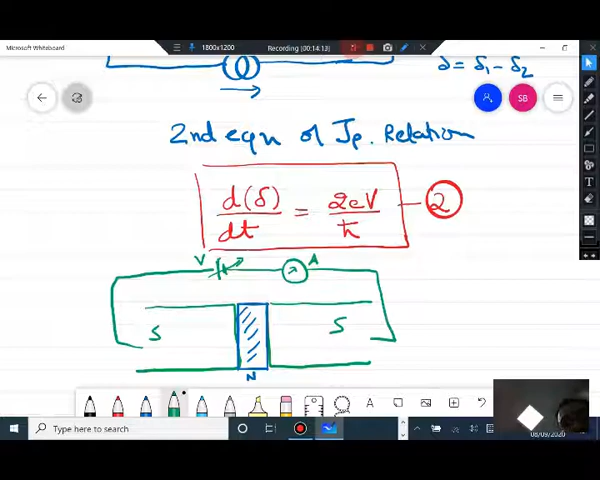 Microsoft Whiteboard
1800x1200
Recording [00:14:13]
δ = δ₁ - δ₂
SB
2nd eqn of Jp. Relation
d(δ)/dt = 2eV/ħ — 2
V A
S S
N
T
A
Type here to search
08/09/2020